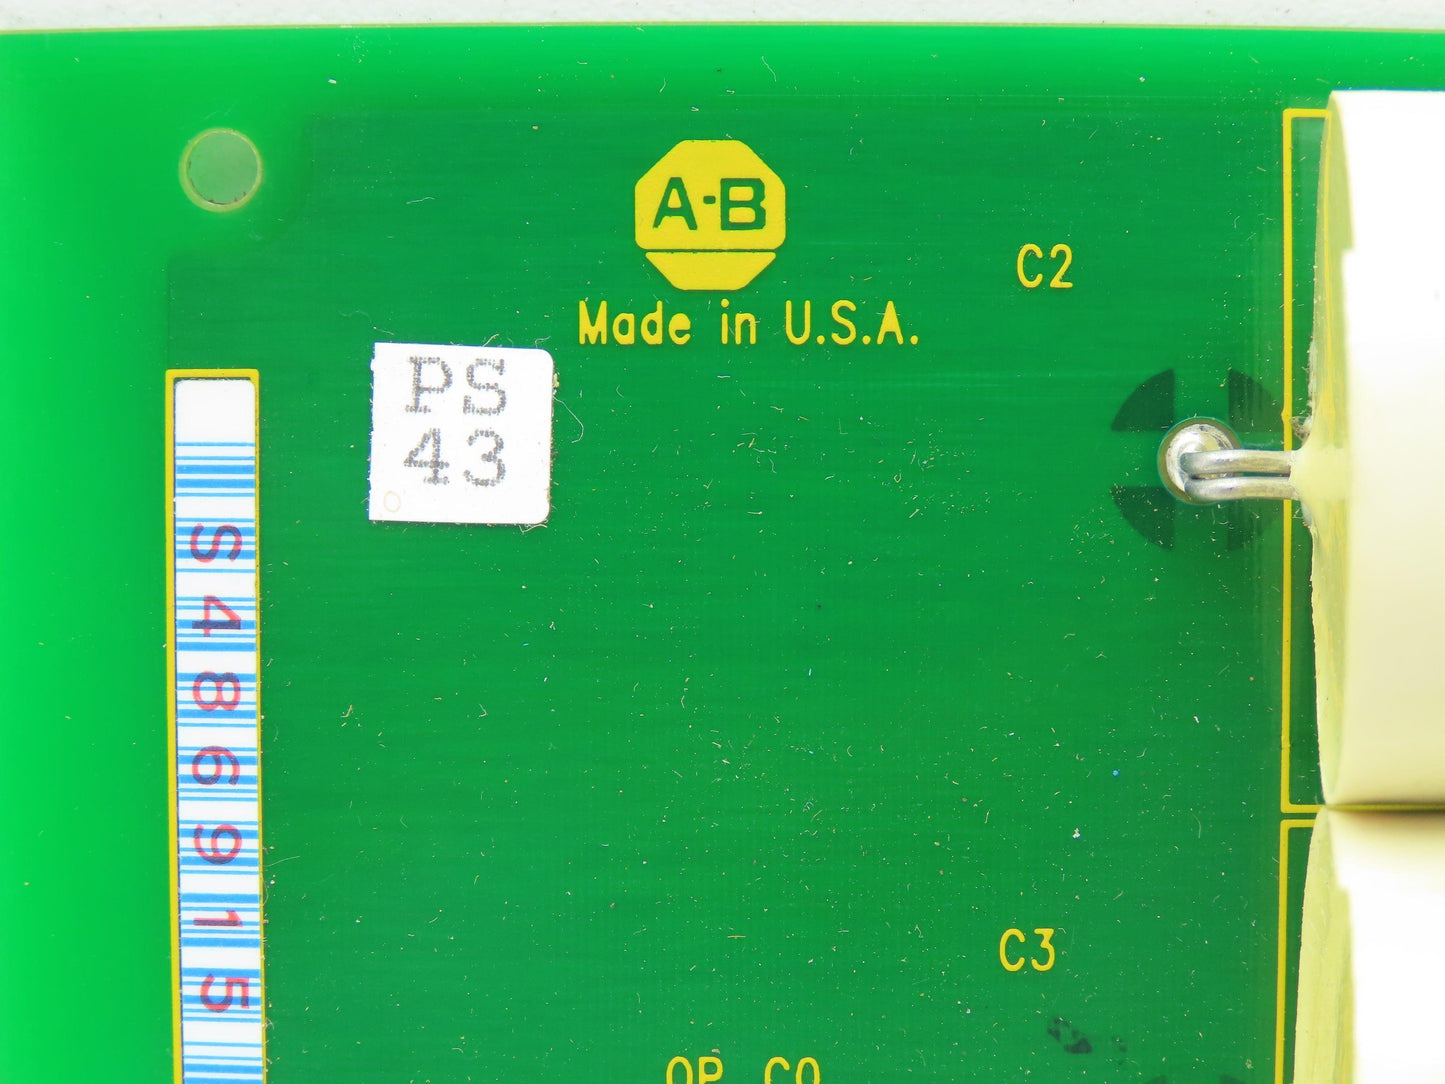 A-B
Made in U.S.A.
C2
PS
43
S486915
C3